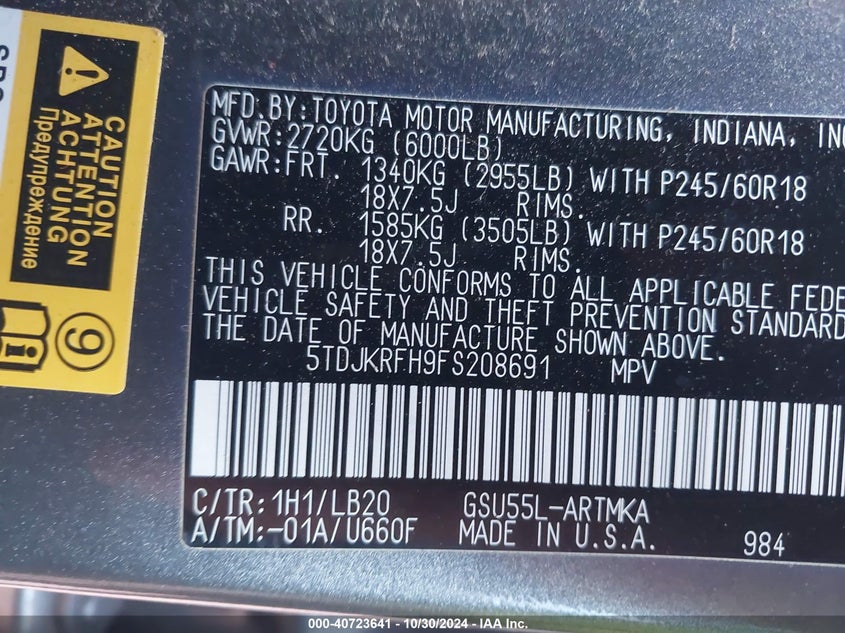 CAUTION
ATTENTION
ACHTUNG
Предупреждение
9
i
MFD.BY:TOYOTA MOTOR MANUFACTURING, INDIANA,
GVWR:2720KG (6000LB)
GAWR:FRT. 1340KG (2955LB) WITH P245/60R18
18X7.5J RIMS.
RR. 1585KG (3505LB) WITH P245/60R18
18X7.5J RIMS.
THIS VEHICLE CONFORMS TO ALL APPLICABLE
VEHICLE SAFETY AND THEFT PREVENTION STANDARD
THE DATE OF MANUFACTURE SHOWN ABOVE.
5TDJKRFH9FS208691 MPV
C/TR:1H1/LB20 GSU55L-ARTMKA
A/TM:-01A/U660F MADE IN U.S.A. 984
000-40723641 / 10/30/2024 - IAA Inc.